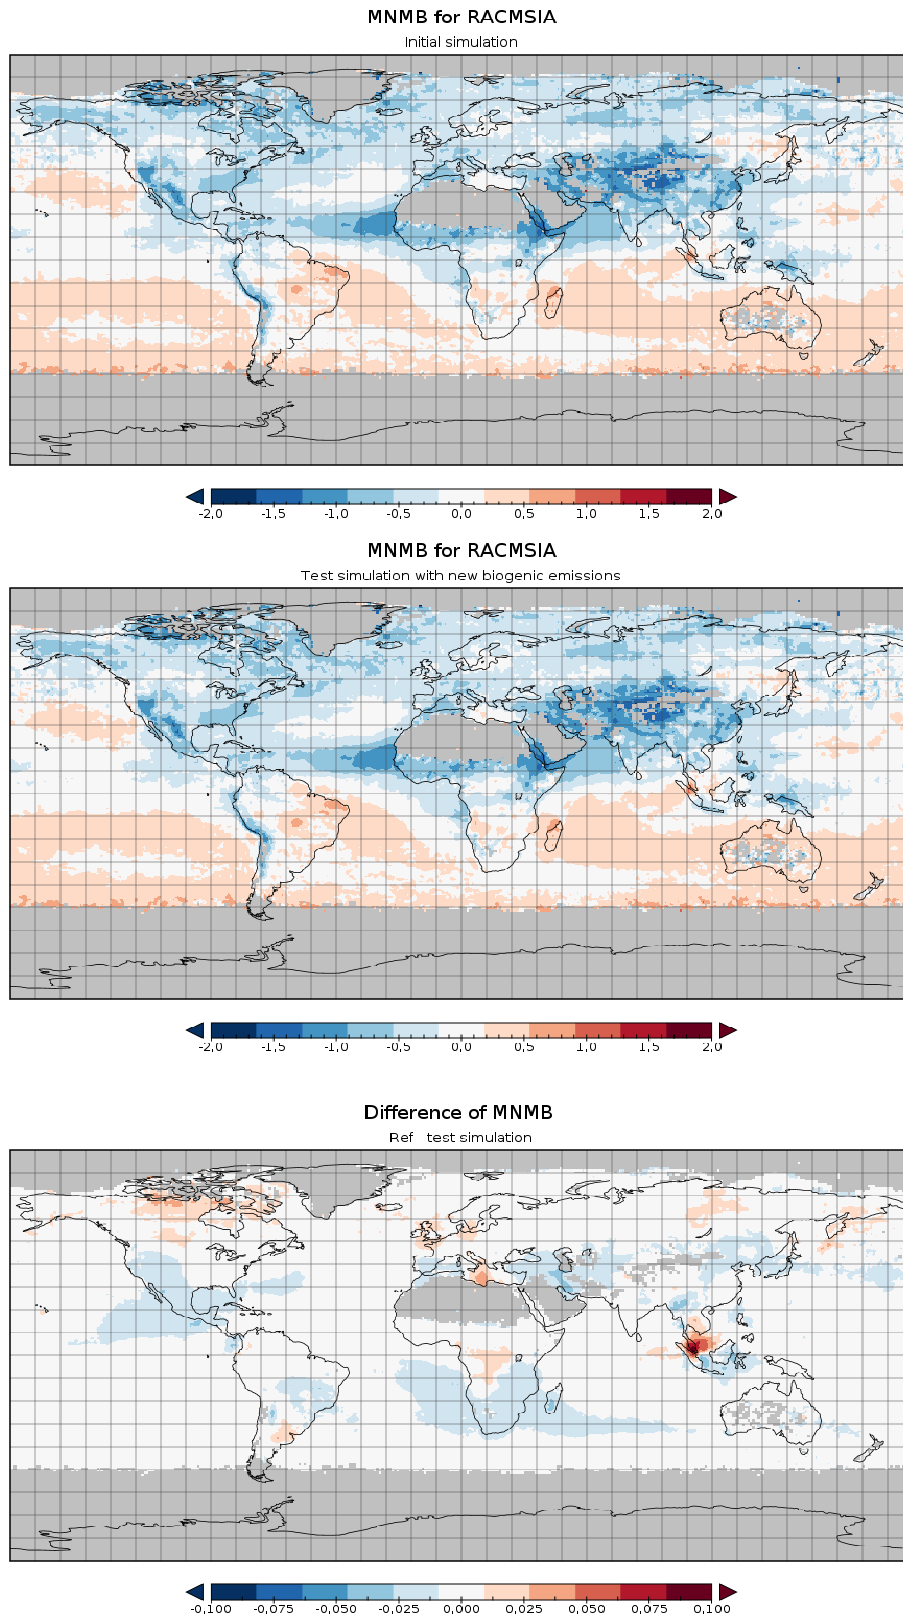 MNMB for RACMSIA
Initial simulation
-2,0 -1,5 -1,0 -0,5 0,0 0,5 1,0 1,5 2,0
MNMB for RACMSIA
Test simulation with new biogenic emissions
-2,0 -1,5 -1,0 -0,5 0,0 0,5 1,0 1,5 2,0
Difference of MNMB
Ref test simulation
-0,100 -0,075 -0,050 -0,025 0,000 0,025 0,050 0,075 0,100